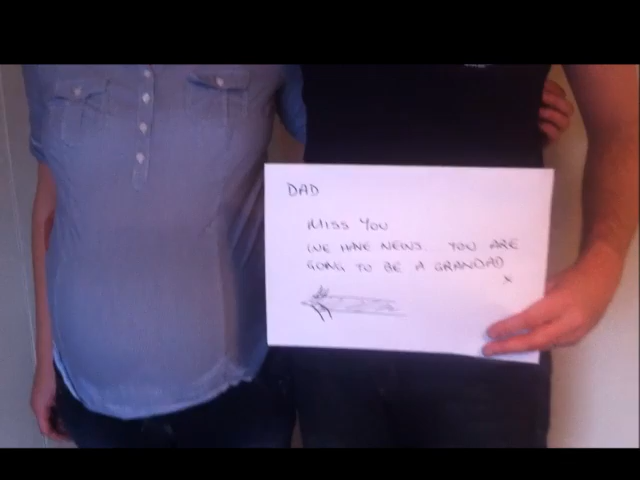 DAD
MISS YOU
WE HAVE NEWS... YOU ARE
GOING TO BE A GRANDAD
X